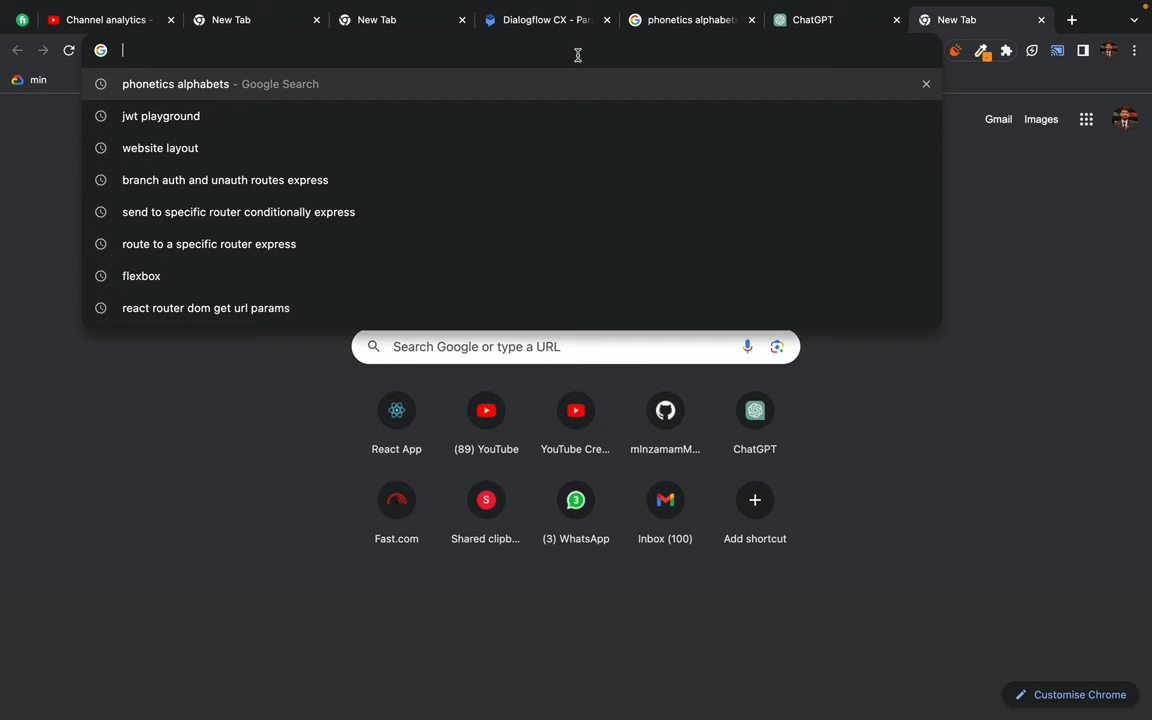 Channel analytics -
New Tab
New Tab
Dialogflow CX - Par
phonetics alphabets
ChatGPT
New Tab
min
phonetics alphabets - Google Search
jwt playground
website layout
branch auth and unauth routes express
send to specific router conditionally express
route to a specific router express
flexbox
react router dom get url params
Gmail Images
Search Google or type a URL
React App
(89) YouTube
YouTube Cre...
mInzamamM...
ChatGPT
Fast.com
Shared clipb...
(3) WhatsApp
Inbox (100)
Add shortcut
Customise Chrome